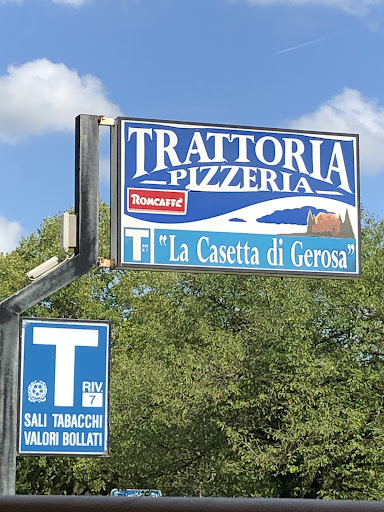 TRATTORIA
PIZZERIA
ROMCAFFÈ
T
"La Casetta di Gerosa"
T
RIV.
7
SALI TABACCHI
VALORI BOLLATI